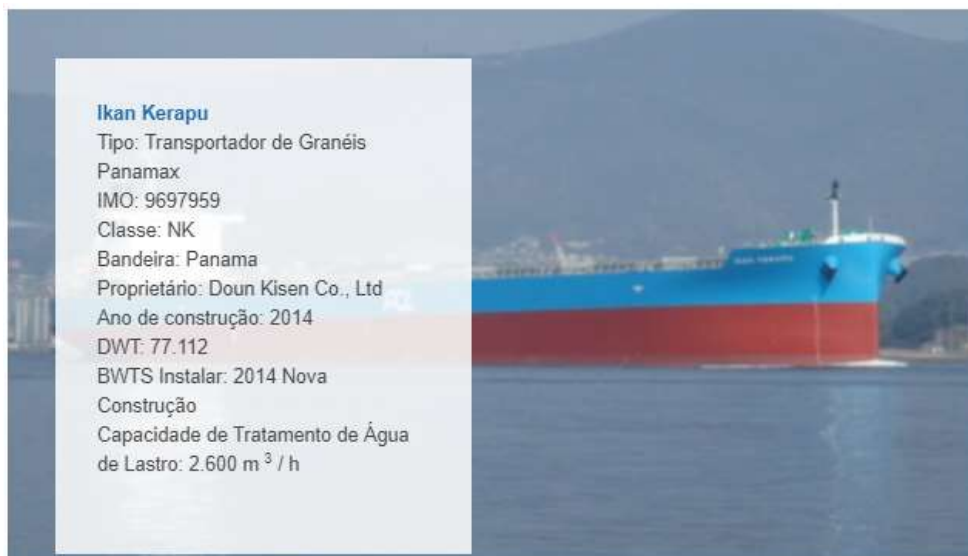 Ikan Kerapu
Tipo: Transportador de Granéis
Panamax
IMO: 9697959
Classe: NK
Bandeira: Panama
Proprietário: Doun Kisen Co., Ltd
Ano de construção: 2014
DWT: 77.112
BWTS Instalar: 2014 Nova
Construção
Capacidade de Tratamento de Água
de Lastro: 2.600 m ³ / h
IKAN KERAPU